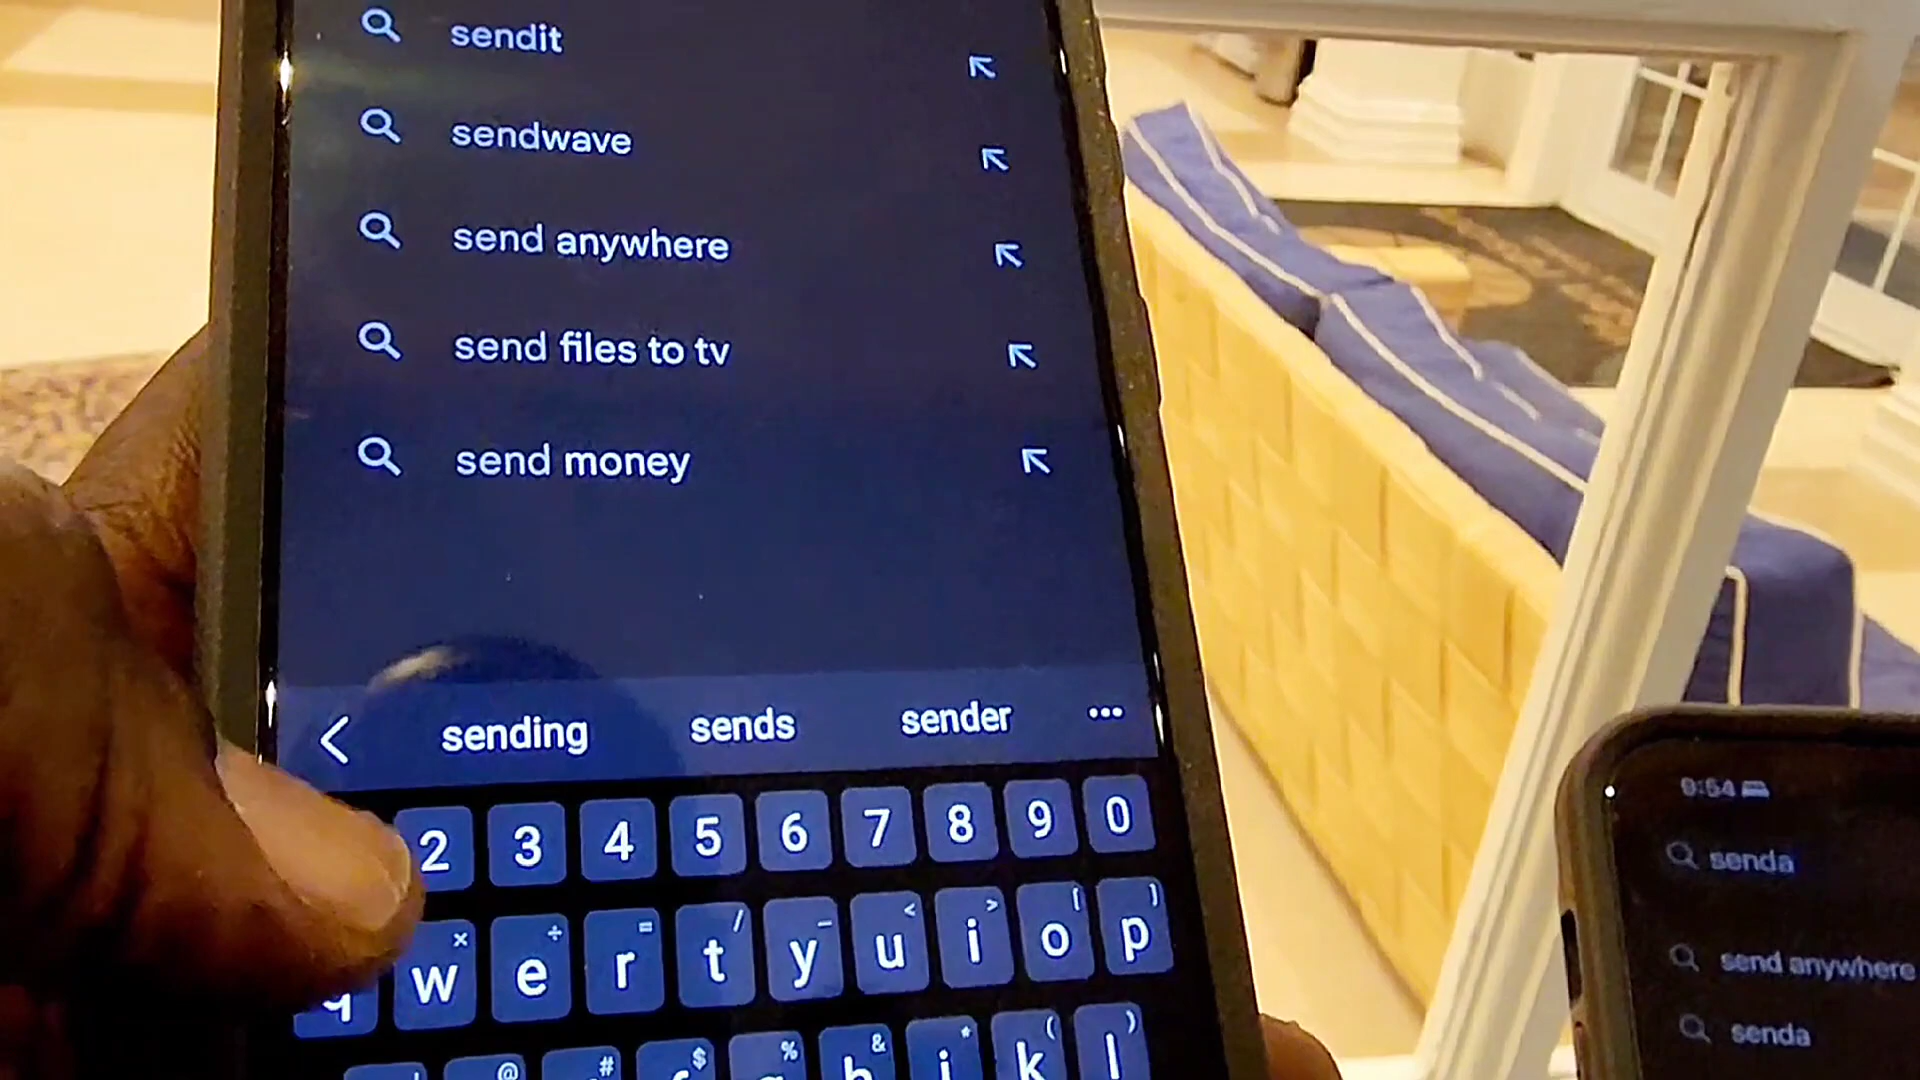 sendit
sendwave
send anywhere
send files to tv
send money
sending sends sender ...
2 3 4 5 6 7 8 9 0
× ÷ = / _ < > [ ]
q w e r t y u i o p
@ # $ % & * ( )
h j k l
9:54
senda
send anywhere
senda